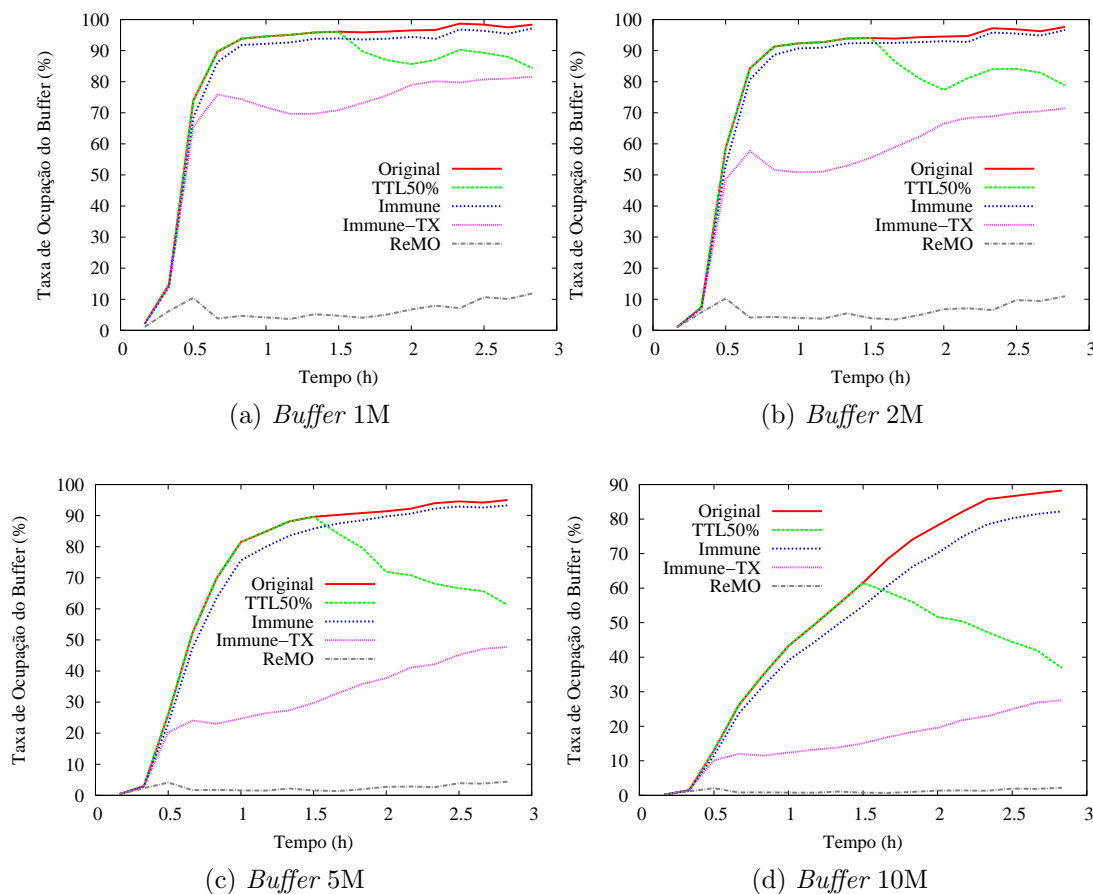 Taxa de Ocupação do Buffer (%)
100
90
80
70
60
50
40
30
20
10
0
Original
TTL50%
Immune
Immune-TX
ReMO
0 0.5 1 1.5 2 2.5 3
Tempo (h)
(a) Buffer 1M
Taxa de Ocupação do Buffer (%)
100
90
80
70
60
50
40
30
20
10
0
Original
TTL50%
Immune
Immune-TX
ReMO
0 0.5 1 1.5 2 2.5 3
Tempo (h)
(b) Buffer 2M
Taxa de Ocupação do Buffer (%)
100
90
80
70
60
50
40
30
20
10
0
Original
TTL50%
Immune
Immune-TX
ReMO
0 0.5 1 1.5 2 2.5 3
Tempo (h)
(c) Buffer 5M
Taxa de Ocupação do Buffer (%)
90
80
70
60
50
40
30
20
10
0
Original
TTL50%
Immune
Immune-TX
ReMO
0 0.5 1 1.5 2 2.5 3
Tempo (h)
(d) Buffer 10M